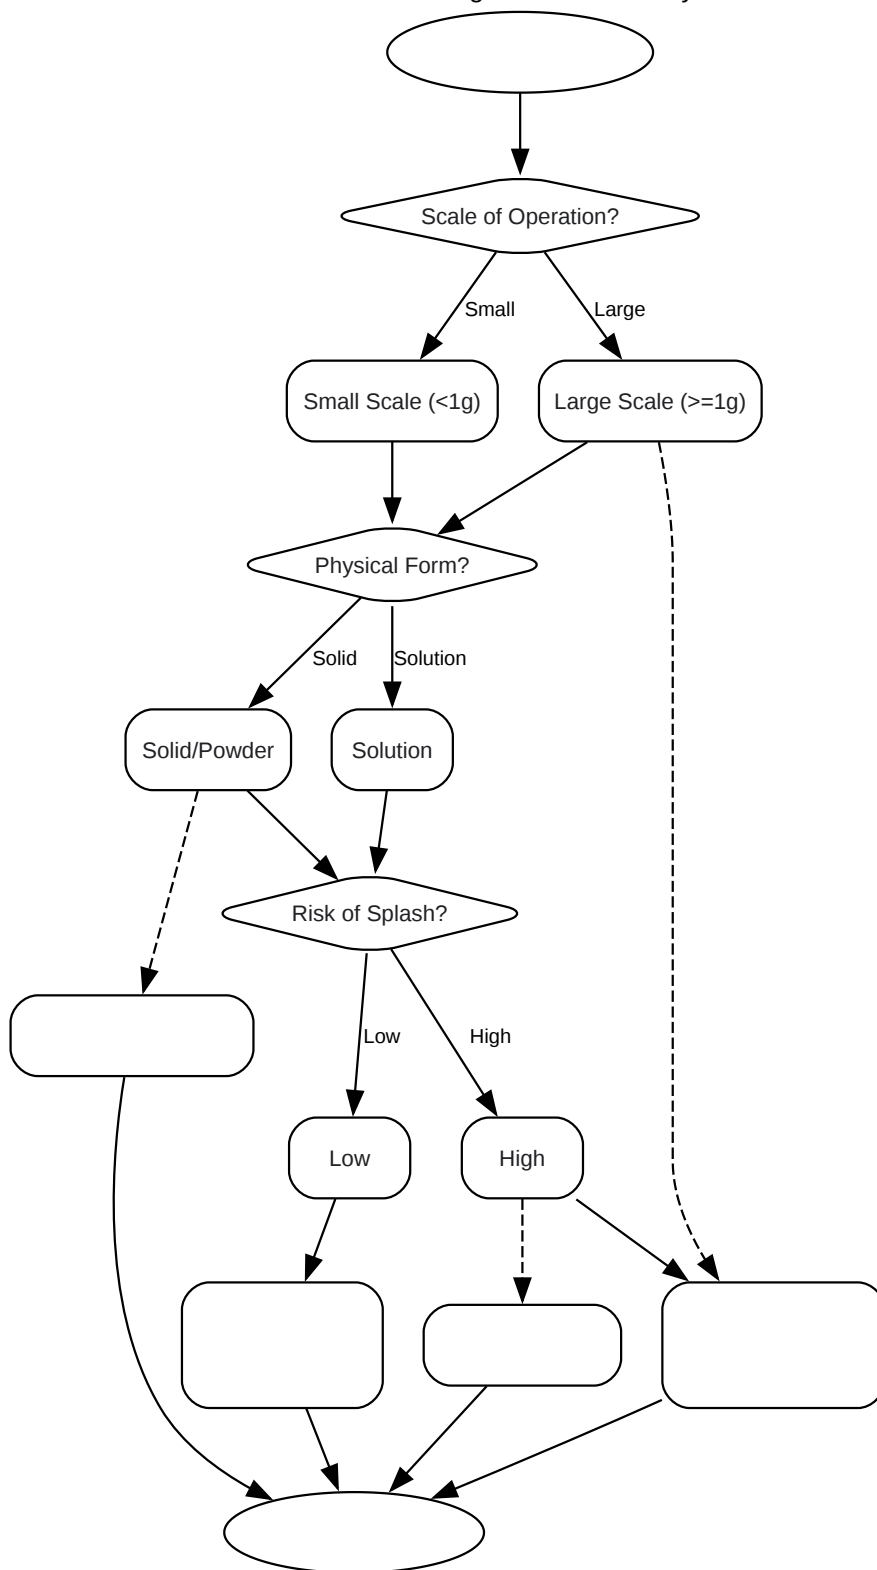 Scale of Operation?
Small
Large
Small Scale (<1g)
Large Scale (>=1g)
Physical Form?
Solid
Solution
Solid/Powder
Solution
Risk of Splash?
Low
High
Low
High